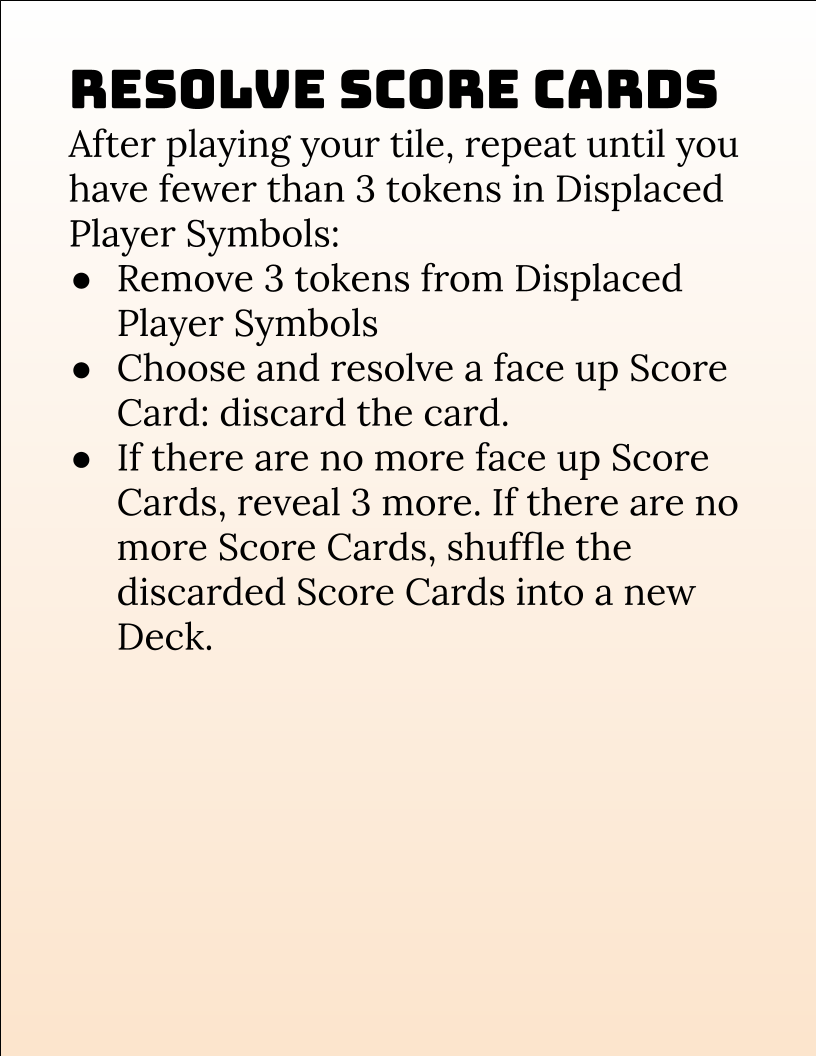 RESOLVE SCORE CARDS
After playing your tile, repeat until you
have fewer than 3 tokens in Displaced
Player Symbols:
● Remove 3 tokens from Displaced
Player Symbols
● Choose and resolve a face up Score
Card: discard the card.
● If there are no more face up Score
Cards, reveal 3 more. If there are no
more Score Cards, shuffle the
discarded Score Cards into a new
Deck.